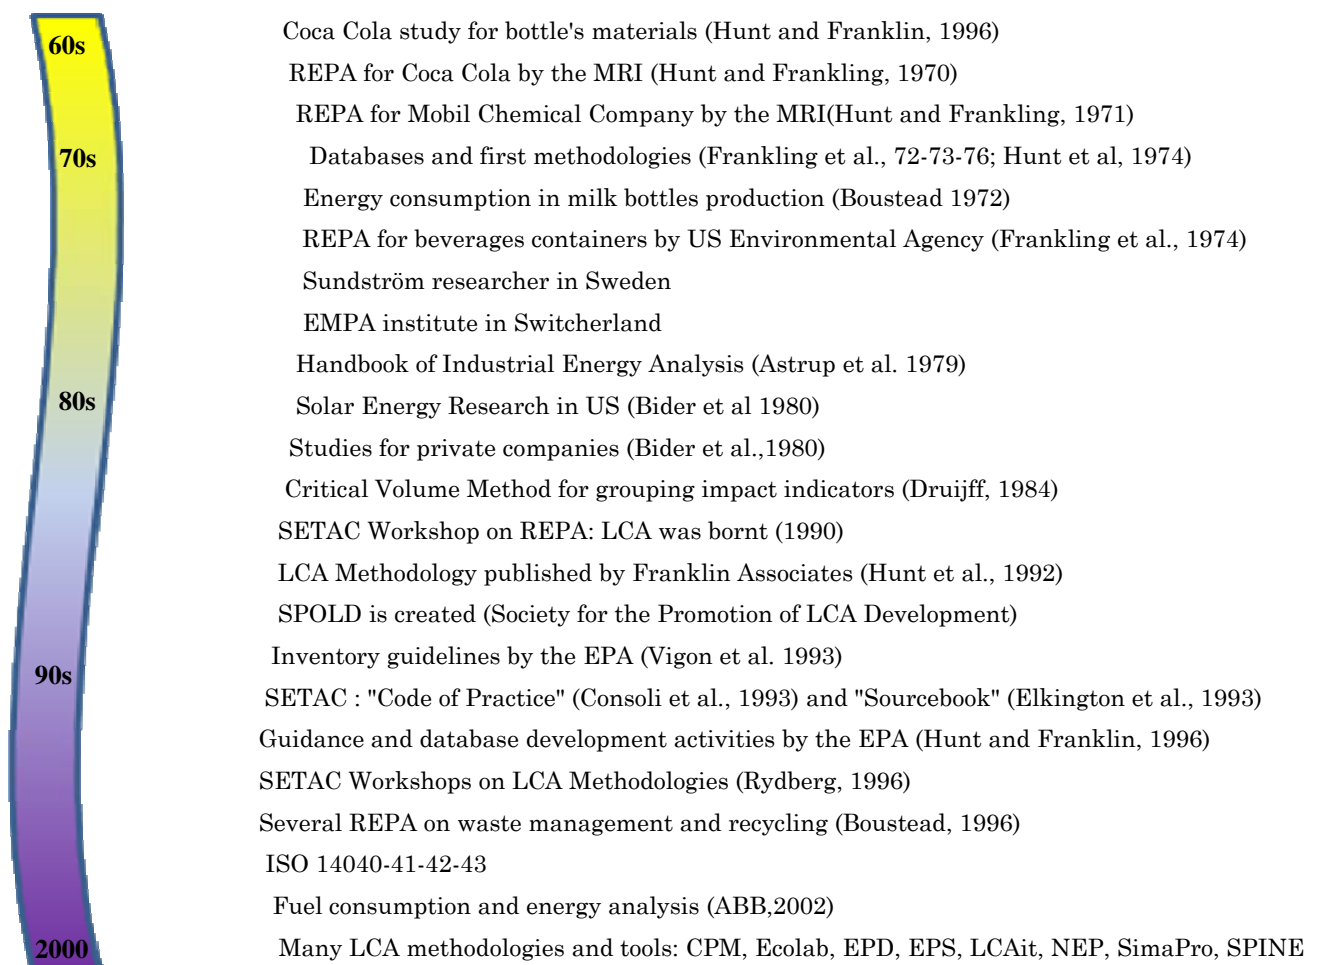 Coca Cola study for bottle's materials (Hunt and Franklin, 1996)
60s
REPA for Coca Cola by the MRI (Hunt and Frankling, 1970)
REPA for Mobil Chemical Company by the MRI(Hunt and Frankling, 1971)
70s
Databases and first methodologies (Frankling et al., 72-73-76; Hunt et al, 1974)
Energy consumption in milk bottles production (Boustead 1972)
REPA for beverages containers by US Environmental Agency (Frankling et al., 1974)
Sundström researcher in Sweden
EMPA institute in Switcherland
Handbook of Industrial Energy Analysis (Astrup et al. 1979)
80s
Solar Energy Research in US (Bider et al 1980)
Studies for private companies (Bider et al.,1980)
Critical Volume Method for grouping impact indicators (Druijff, 1984)
SETAC Workshop on REPA: LCA was bornt (1990)
LCA Methodology published by Franklin Associates (Hunt et al., 1992)
SPOLD is created (Society for the Promotion of LCA Development)
Inventory guidelines by the EPA (Vigon et al. 1993)
90s
SETAC : "Code of Practice" (Consoli et al., 1993) and "Sourcebook" (Elkington et al., 1993)
Guidance and database development activities by the EPA (Hunt and Franklin, 1996)
SETAC Workshops on LCA Methodologies (Rydberg, 1996)
Several REPA on waste management and recycling (Boustead, 1996)
ISO 14040-41-42-43
Fuel consumption and energy analysis (ABB,2002)
2000
Many LCA methodologies and tools: CPM, Ecolab, EPD, EPS, LCAit, NEP, SimaPro, SPINE